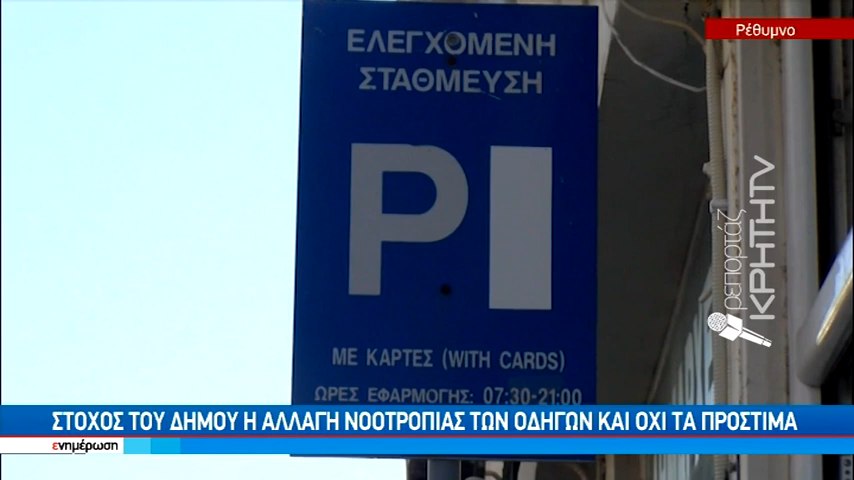 Ρέθυμνο
ΕΛΕΓΧΟΜΕΝΗ
ΣΤΑΘΜΕΥΣΗ
P
ΜΕ ΚΑΡΤΕΣ (WITH CARDS)
ΩΡΕΣ ΕΦΑΡΜΟΓΗΣ: 07:30-21:00
ρεπορτάζ
ΚΡΗΤΗTV
ΣΤΟΧΟΣ ΤΟΥ ΔΗΜΟΥ Η ΑΛΛΑΓΗ ΝΟΟΤΡΟΠΙΑΣ ΤΩΝ ΟΔΗΓΩΝ ΚΑΙ ΟΧΙ ΤΑ ΠΡΟΣΤΙΜΑ
ενημέρωση